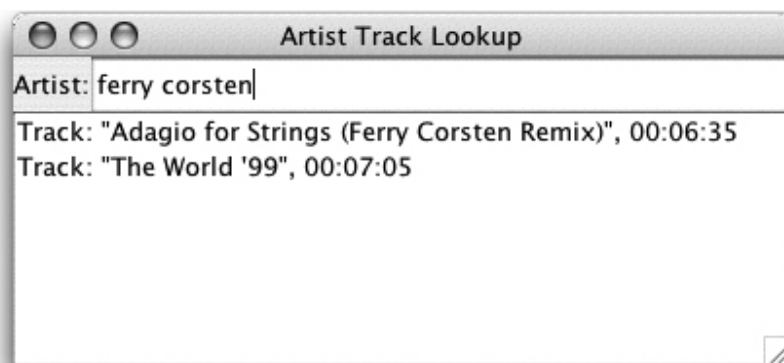 Artist Track Lookup
Artist: ferry corsten
Track: "Adagio for Strings (Ferry Corsten Remix)", 00:06:35
Track: "The World '99", 00:07:05